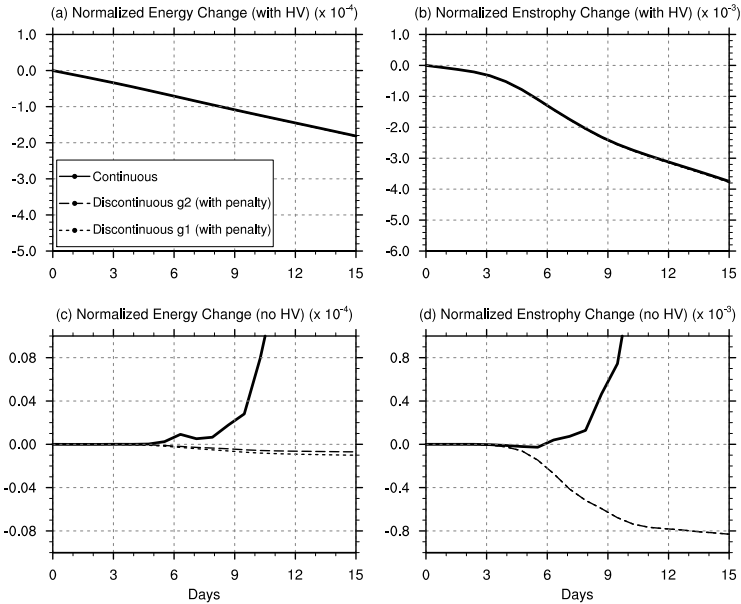 (a) Normalized Energy Change (with HV) (x 10⁻⁴)
1.0
0.0
-1.0
-2.0
-3.0
-4.0
-5.0
Continuous
Discontinuous g2 (with penalty)
Discontinuous g1 (with penalty)
0 3 6 9 12 15
(b) Normalized Enstrophy Change (with HV) (x 10⁻³)
1.0
0.0
-1.0
-2.0
-3.0
-4.0
-5.0
-6.0
0 3 6 9 12 15
(c) Normalized Energy Change (no HV) (x 10⁻⁴)
0.08
0.04
0.00
-0.04
-0.08
0 3 6 9 12 15
Days
(d) Normalized Enstrophy Change (no HV) (x 10⁻³)
0.8
0.4
0.0
-0.4
-0.8
0 3 6 9 12 15
Days